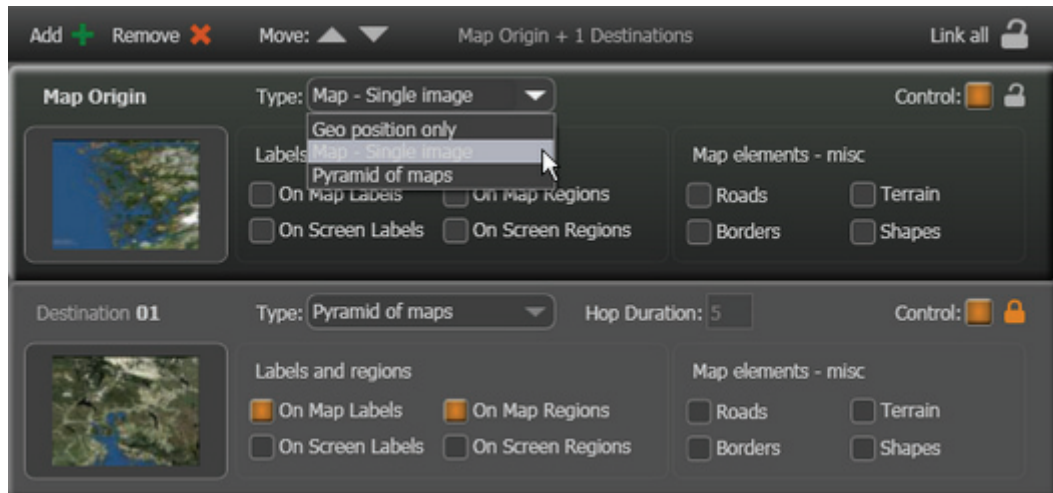 Add Remove Move: Map Origin + 1 Destinations Link all
Map Origin Type: Map - Single image Control:
Geo position only
Labels Map - Single image Map elements - misc
Pyramid of maps
On Map Labels On Map Regions Roads Terrain
On Screen Labels On Screen Regions Borders Shapes
Destination 01 Type: Pyramid of maps Hop Duration: 5 Control:
Labels and regions Map elements - misc
On Map Labels On Map Regions Roads Terrain
On Screen Labels On Screen Regions Borders Shapes